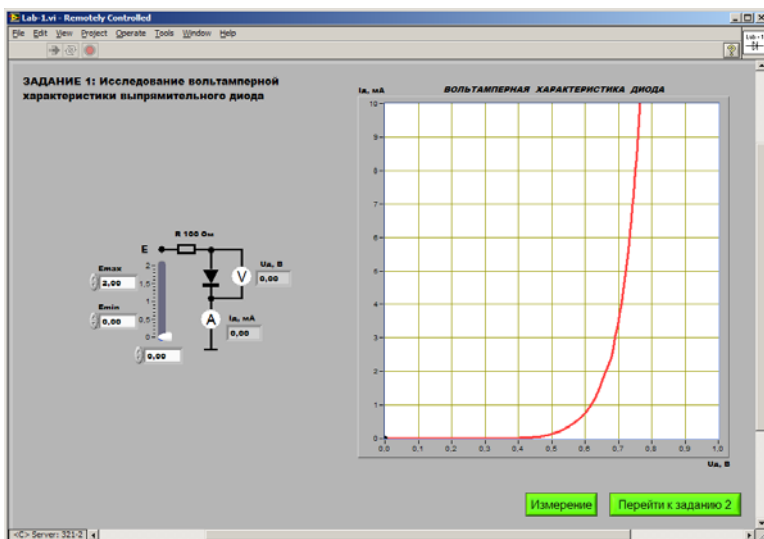 Lab-1.vi - Remotely Controlled
File Edit View Project Operate Tools Window Help
Lab - 1
ЗАДАНИЕ 1: Исследование вольтамперной
характеристики выпрямительного диода
Iд, мА
ВОЛЬТАМПЕРНАЯ ХАРАКТЕРИСТИКА ДИОДА
10
9
8
7
6
5
4
3
2
1
0
0,0 0,1 0,2 0,3 0,4 0,5 0,6 0,7 0,8 0,9 1,0
Uд, В
R 100 Ом
E
Emax
2,00
Emin
0,00
2
1,5
1
0,5
0
0,00
V
Uд, В
0,00
A
Iд, мА
0,00
Измерение
Перейти к заданию 2
<C> Server: 321-2